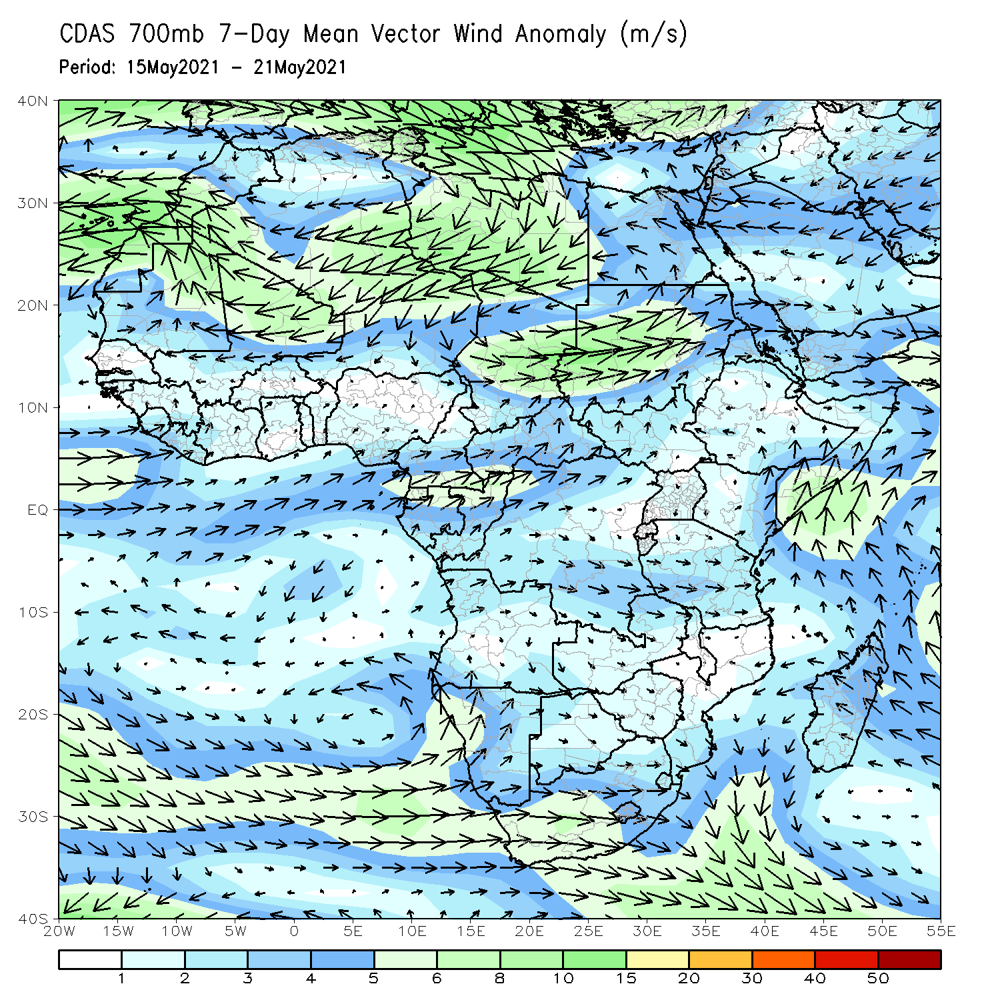 CDAS 700mb 7-Day Mean Vector Wind Anomaly (m/s)
Period: 15May2021 - 21May2021
40N
30N
20N
10N
EQ
10S
20S
30S
40S
20W 15W 10W 5W 0 5E 10E 15E 20E 25E 30E 35E 40E 45E 50E 55E
1 2 3 4 5 6 8 10 15 20 30 40 50